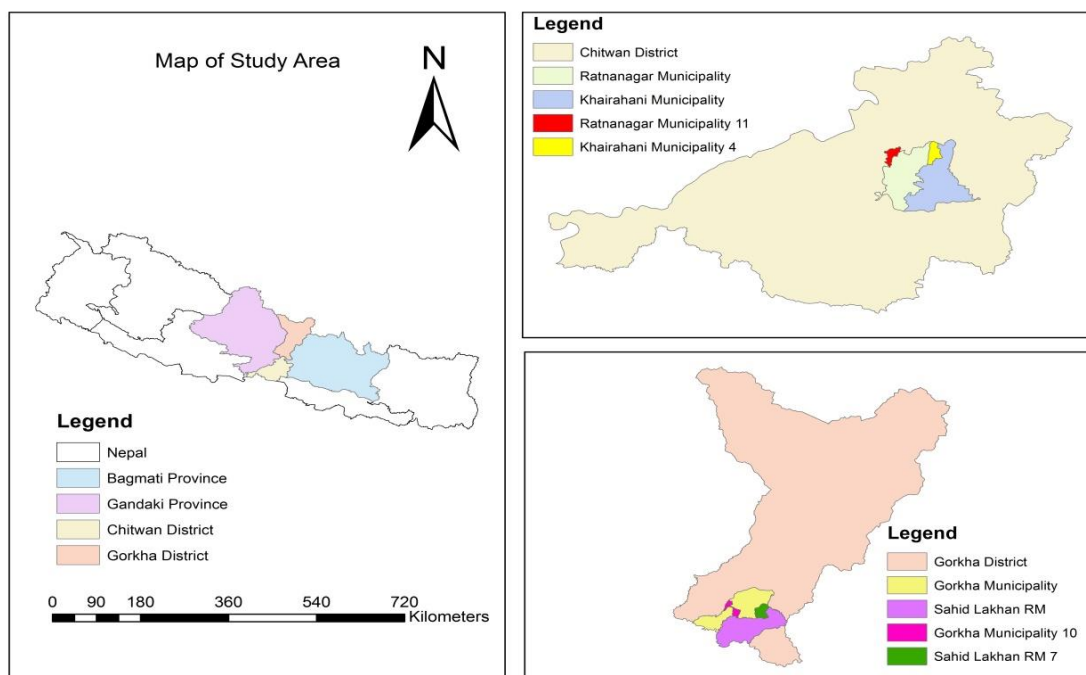 Map of Study Area
N
Legend
Nepal
Bagmati Province
Gandaki Province
Chitwan District
Gorkha District
0 90 180 360 540 720
Kilometers
Legend
Chitwan District
Ratnanagar Municipality
Khairahani Municipality
Ratnanagar Municipality 11
Khairahani Municipality 4
Legend
Gorkha District
Gorkha Municipality
Sahid Lakhan RM
Gorkha Municipality 10
Sahid Lakhan RM 7